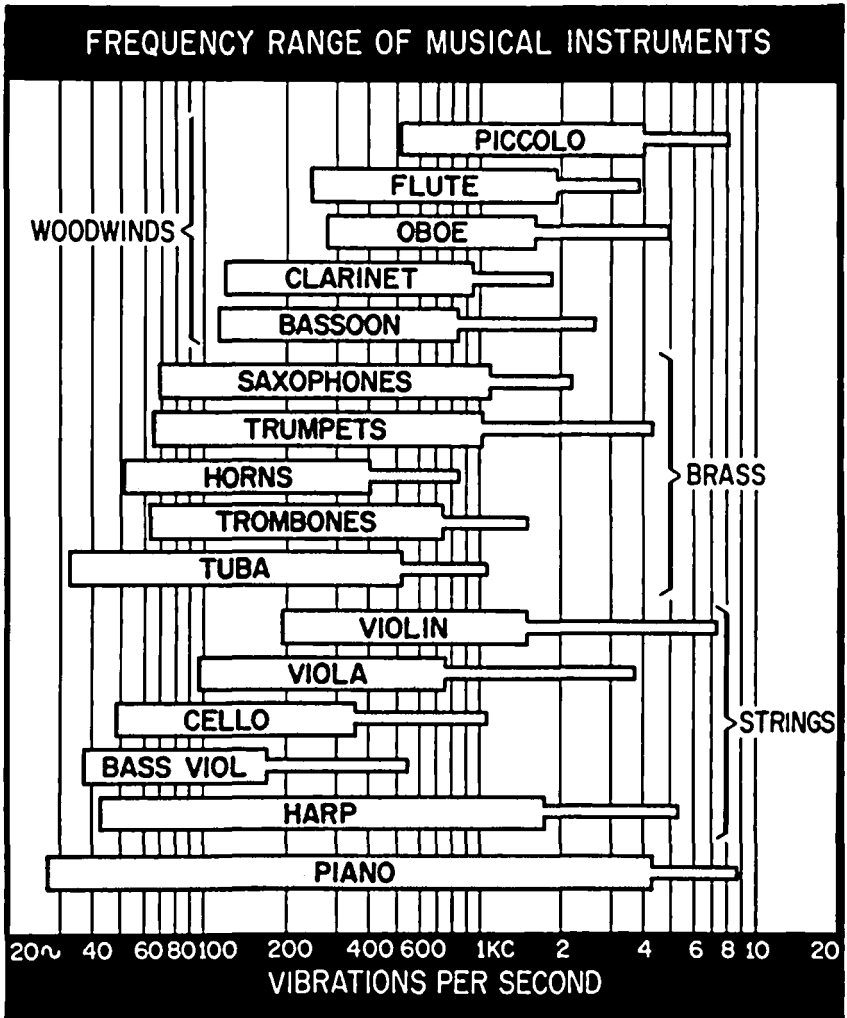 FREQUENCY RANGE OF MUSICAL INSTRUMENTS
PICCOLO
FLUTE
WOODWINDS
OBOE
CLARINET
BASSOON
SAXOPHONES
TRUMPETS
HORNS
BRASS
TROMBONES
TUBA
VIOLIN
VIOLA
CELLO
STRINGS
BASS VIOL
HARP
PIANO
20~ 40 60 80 100 200 400 600 1KC 2 4 6 8 10 20
VIBRATIONS PER SECOND